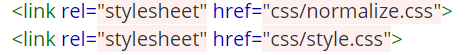 <link rel="stylesheet" href="css/normalize.css">
<link rel="stylesheet" href="css/style.css">